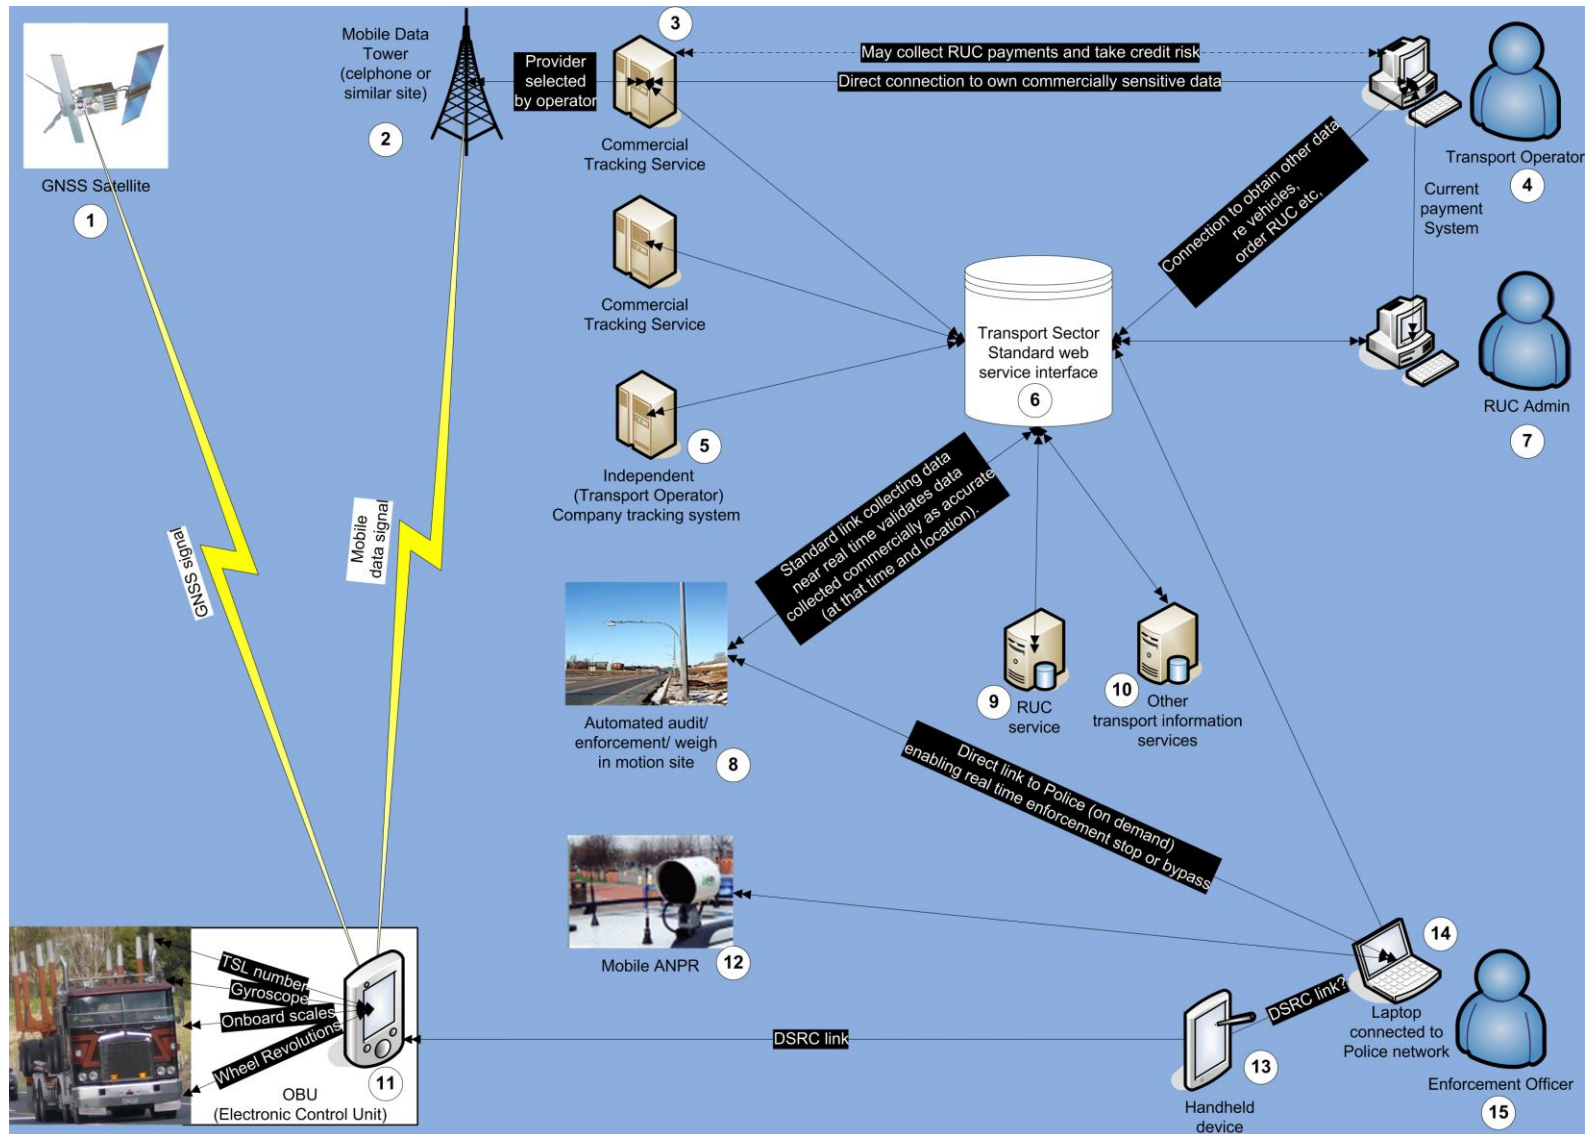 GNSS Satellite
1
Mobile Data
Tower
(celphone or
similar site)
2
Provider
selected
by operator
3
Commercial
Tracking Service
May collect RUC payments and take credit risk
Direct connection to own commercially sensitive data
Transport Operator
4
Current
payment
System
Connection to obtain other data
re vehicles,
order RUC etc,
Commercial
Tracking Service
Transport Sector
Standard web
service interface
6
RUC Admin
7
5
Independent
(Transport Operator)
Company tracking system
GNSS signal
Mobile
data signal
Standard link collecting data
near real time validates data
collected commercially as accurate
(at that time and location).
Automated audit/
enforcement/ weigh
in motion site
8
9
RUC
service
10
Other
transport information
services
Direct link to Police (on demand)
enabling real time enforcement stop or bypass
Mobile ANPR
12
TSL number
Gyroscope
Onboard scales
Wheel Revolutions
11
OBU
(Electronic Control Unit)
DSRC link
DSRC link?
13
Handheld
device
14
Laptop
connected to
Police network
Enforcement Officer
15